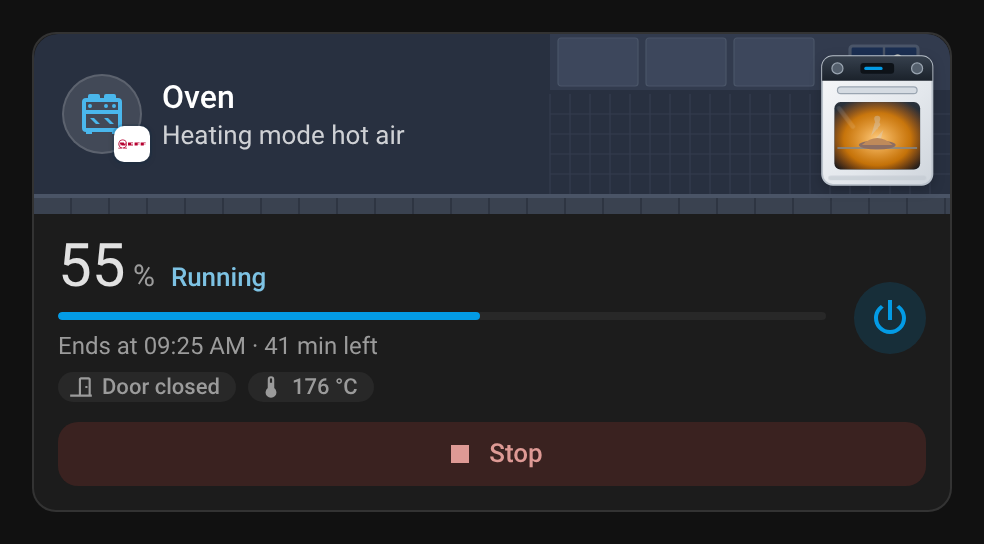 Oven
Heating mode hot air
55 % Running
Ends at 09:25 AM · 41 min left
Door closed
176 °C
Stop